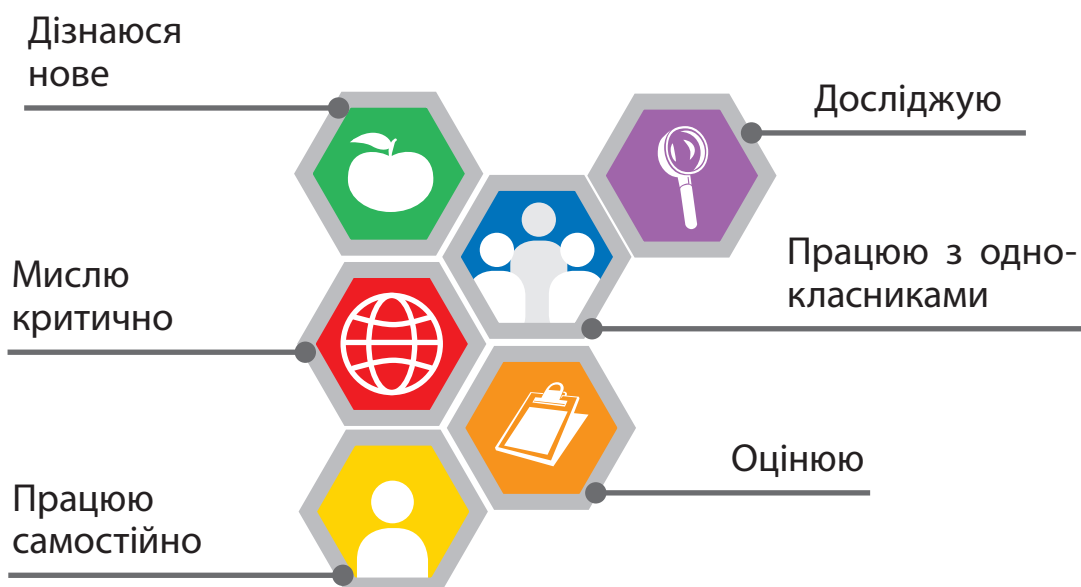 Дізнаюся
нове
Досліджую
Мислю
критично
Працюю з одно-
класниками
Оцінюю
Працюю
самостійно